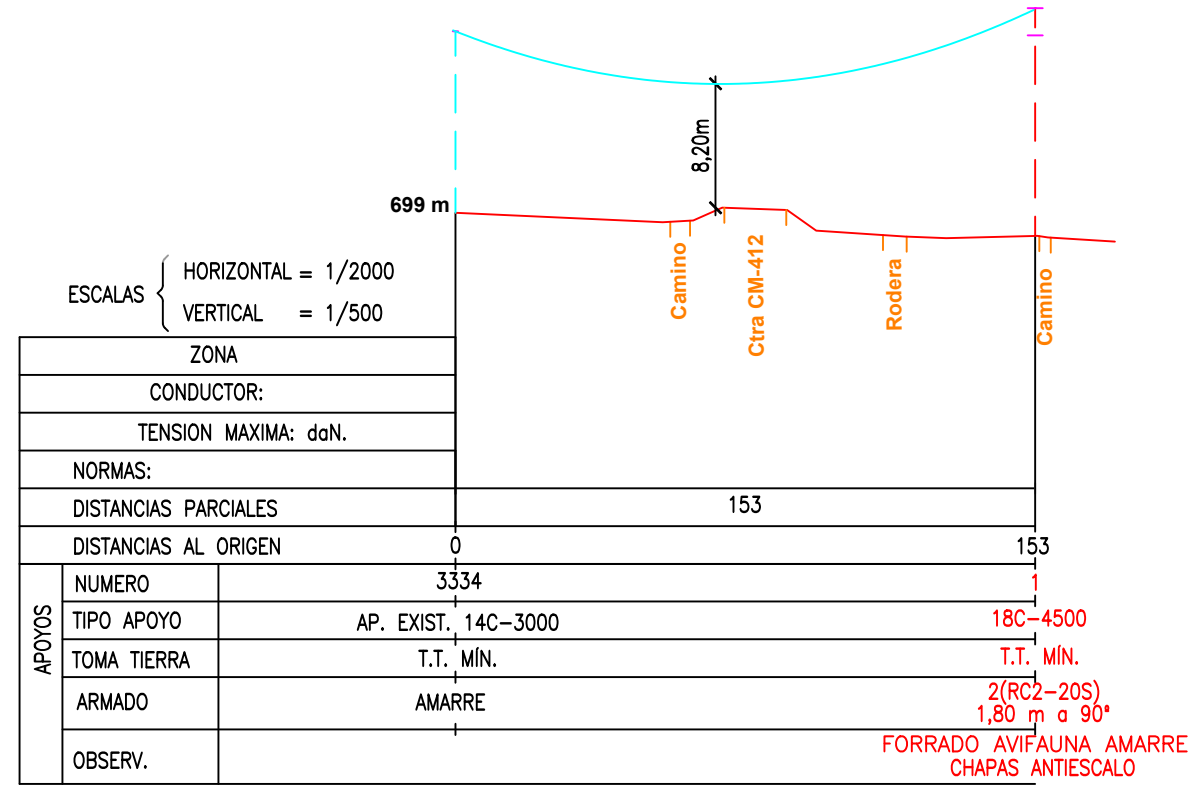 8,20m
699 m
Camino
Ctra CM-412
Rodera
Camino
ESCALAS
HORIZONTAL = 1/2000
VERTICAL = 1/500
ZONA
CONDUCTOR:
TENSION MAXIMA: daN.
NORMAS:
DISTANCIAS PARCIALES 153
DISTANCIAS AL ORIGEN 0 153
APOYOS
NUMERO 3334 1
TIPO APOYO AP. EXIST. 14C-3000 18C-4500
TOMA TIERRA T.T. MÍN. T.T. MÍN.
ARMADO AMARRE 2(RC2-20S)
1,80 m a 90º
OBSERV. FORRADO AVIFAUNA AMARRE
CHAPAS ANTIESCALO